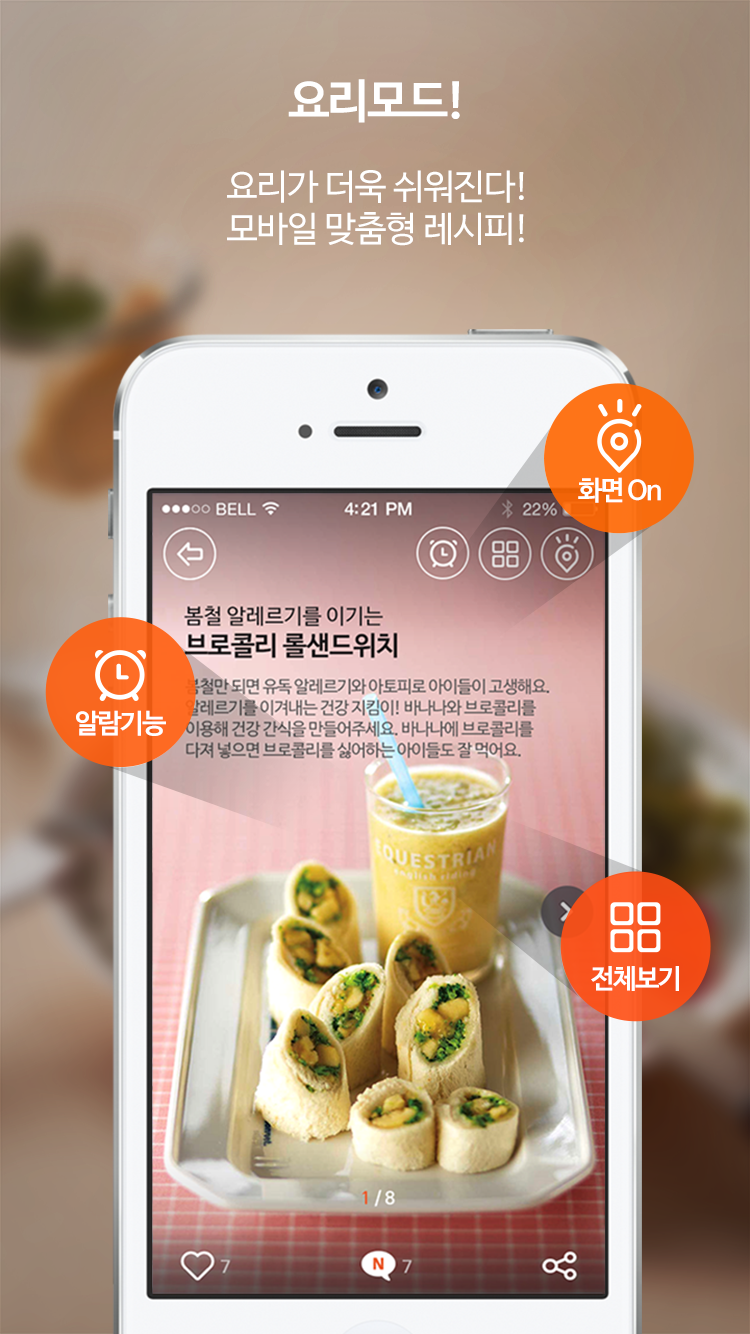 요리모드!
요리가 더욱 쉬워진다!
모바일 맞춤형 레시피!
화면 On
BELL
4:21 PM
22%
봄철 알레르기를 이기는
브로콜리 롤샌드위치
알람기능
봄철만 되면 유독 알레르기와 아토피로 아이들이 고생해요.
알레르기를 이겨내는 건강 지킴이! 바나나와 브로콜리를
이용해 건강 간식을 만들어주세요. 바나나에 브로콜리를
다져 넣으면 브로콜리를 싫어하는 아이들도 잘 먹어요.
EQUESTRIAN
english riding
전체보기
1 / 8
7
N
7